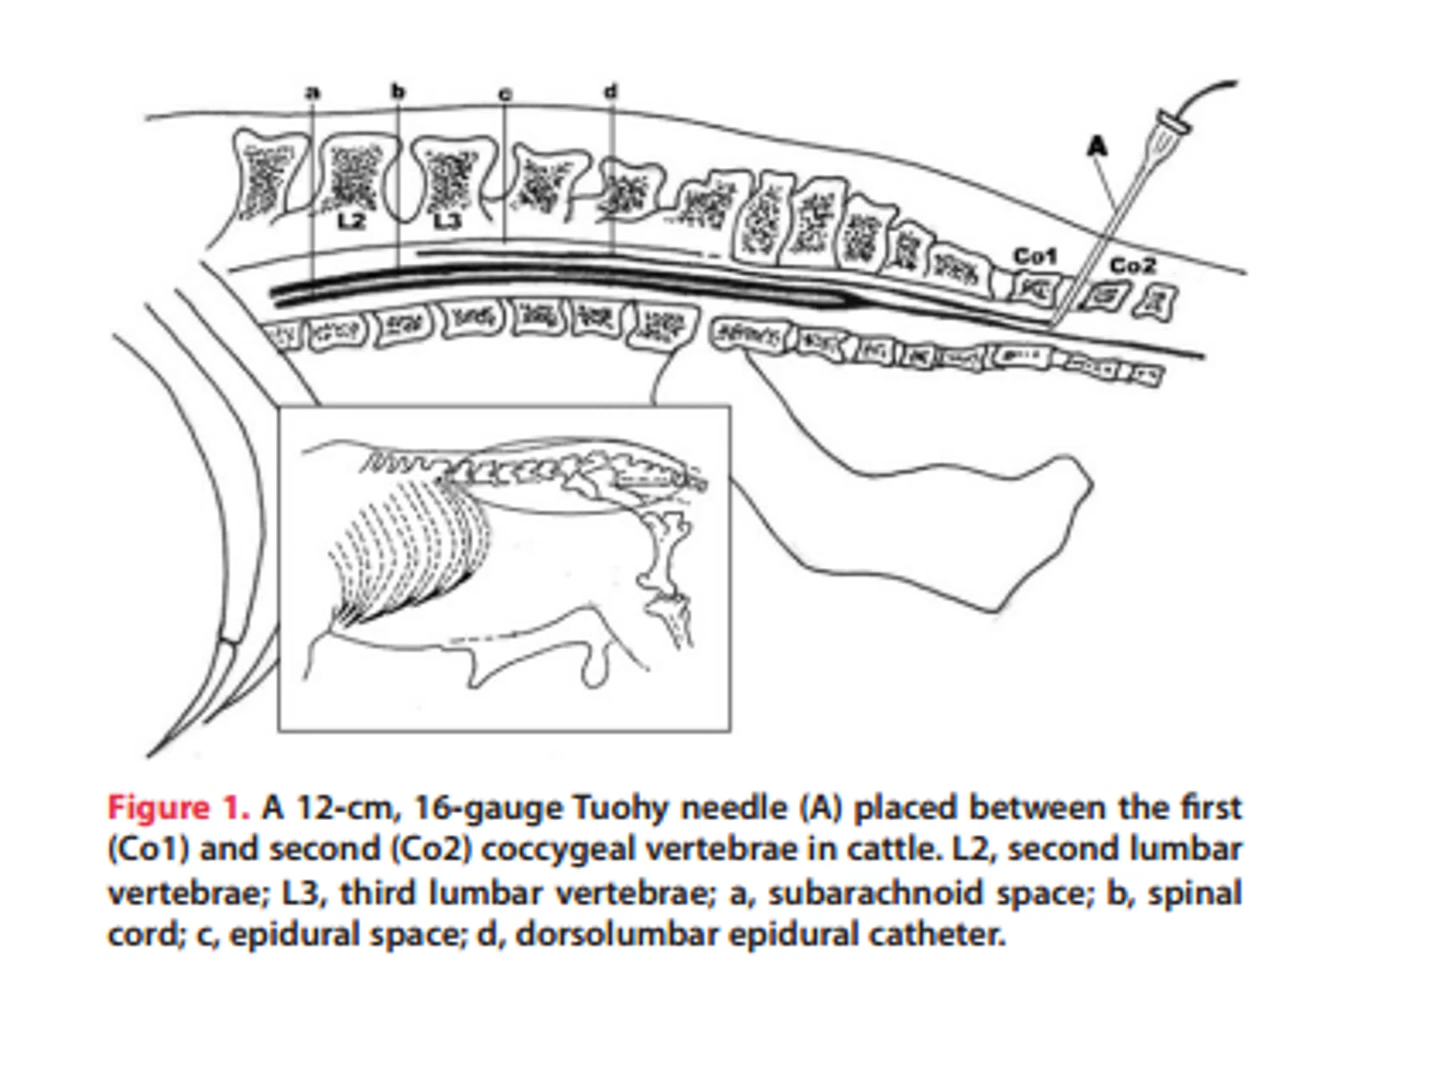 a b c d
A
L2 L3
Co1 Co2
Figure 1. A 12-cm, 16-gauge Tuohy needle (A) placed between the first
(Co1) and second (Co2) coccygeal vertebrae in cattle. L2, second lumbar
vertebrae; L3, third lumbar vertebrae; a, subarachnoid space; b, spinal
cord; c, epidural space; d, dorsolumbar epidural catheter.